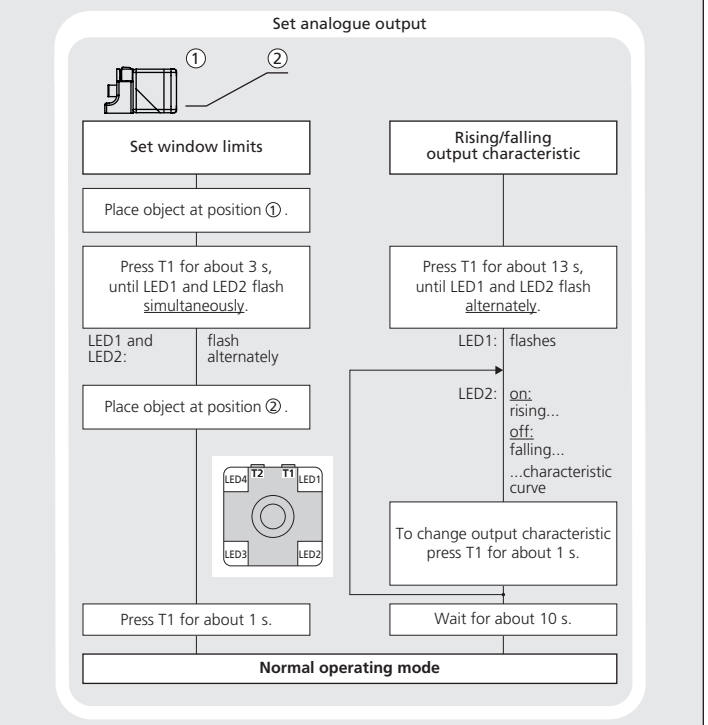 Set analogue output
① ②
Set window limits
Place object at position ①.
Press T1 for about 3 s,
until LED1 and LED2 flash
simultaneously.
LED1 and
LED2:
flash
alternately
Place object at position ②.
LED4 T2 T1 LED1
LED3 LED2
Press T1 for about 1 s.
Rising/falling
output characteristic
Press T1 for about 13 s,
until LED1 and LED2 flash
alternately.
LED1: flashes
LED2: on:
rising...
off:
falling...
...characteristic
curve
To change output characteristic
press T1 for about 1 s.
Wait for about 10 s.
Normal operating mode